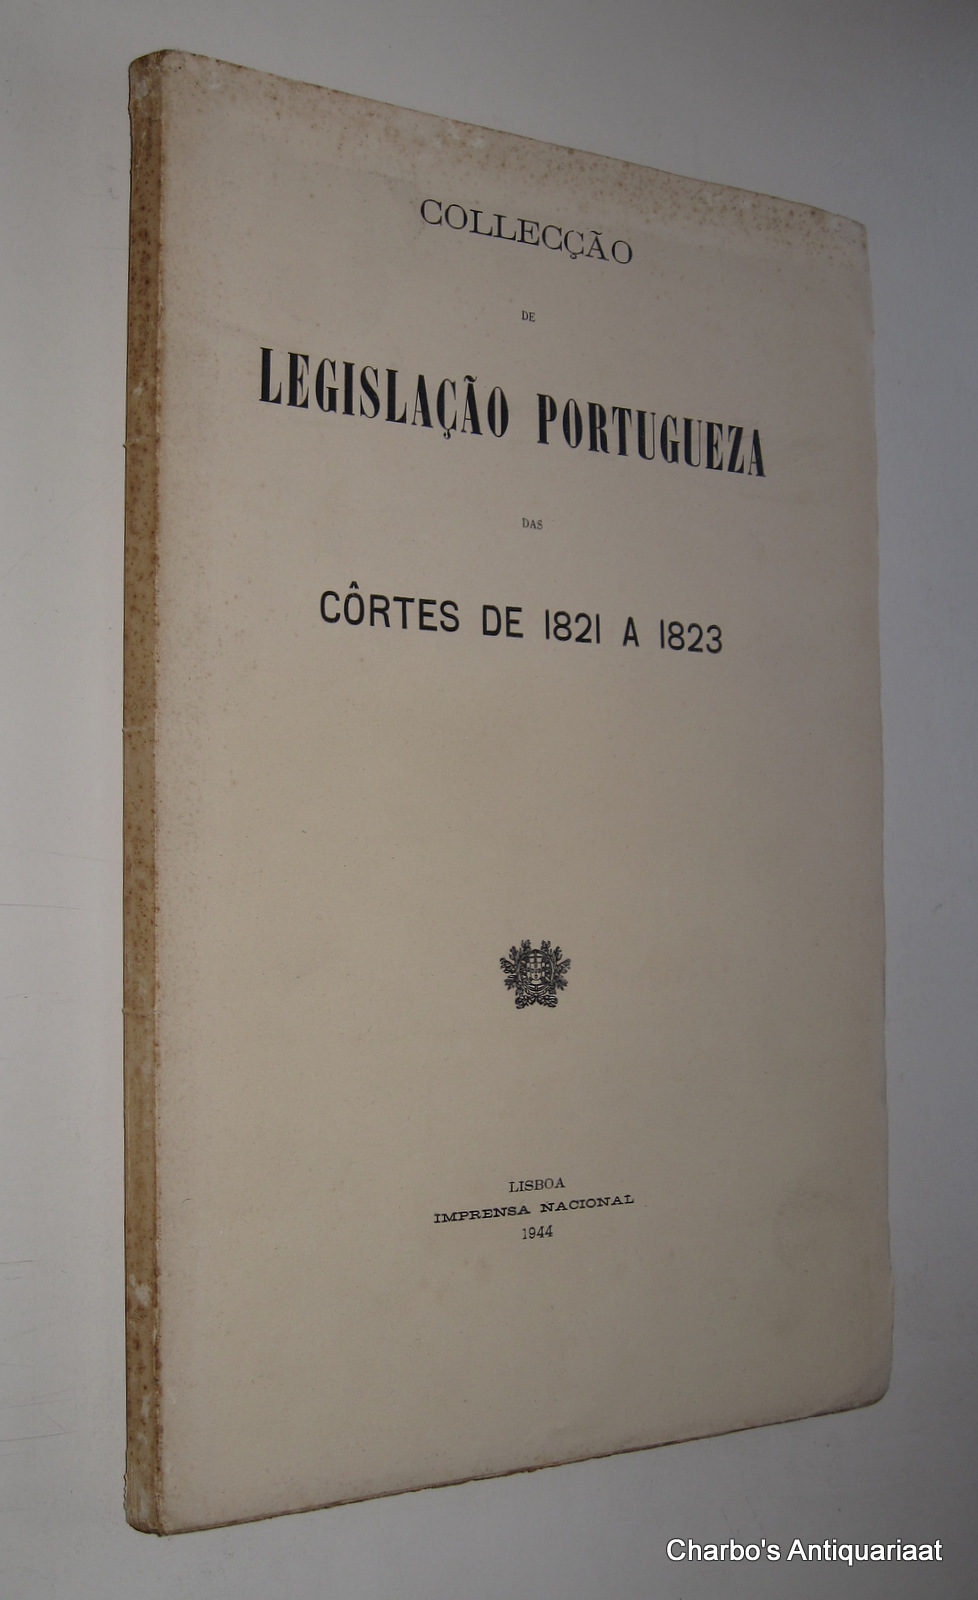 COLLECÇÃO
DE
LEGISLAÇÃO PORTUGUEZA
DAS
CÔRTES DE 1821 A 1823
LISBOA
IMPRENSA NACIONAL
1944
Charbo's Antiquariaat